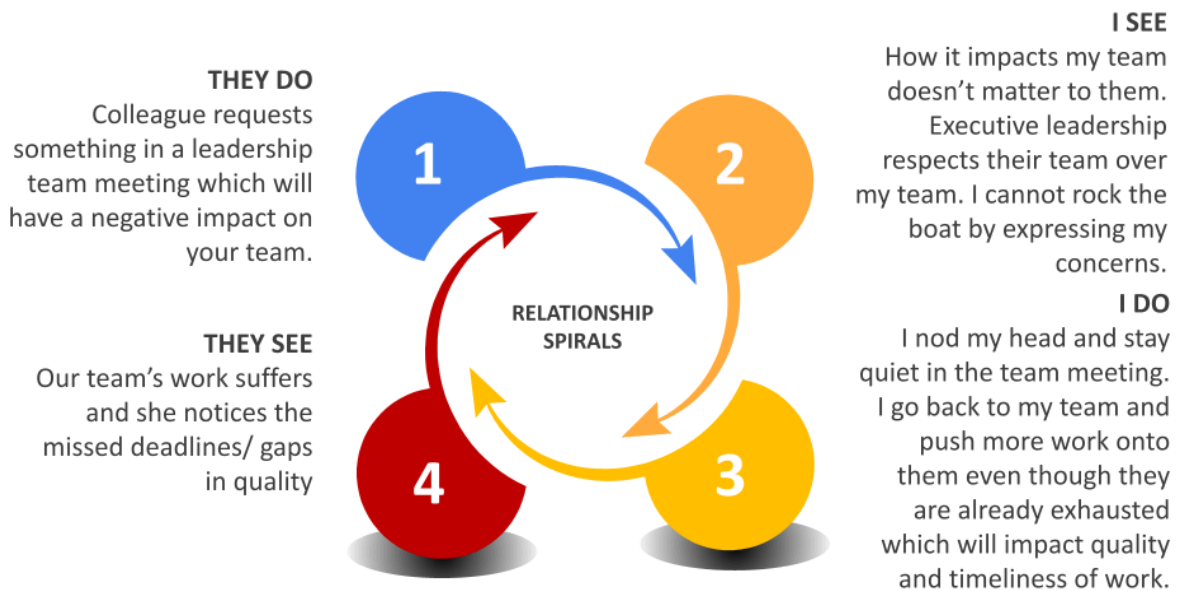 THEY DO
Colleague requests
something in a leadership
team meeting which will
have a negative impact on
your team.
1
2
I SEE
How it impacts my team
doesn’t matter to them.
Executive leadership
respects their team over
my team. I cannot rock the
boat by expressing my
concerns.
RELATIONSHIP
SPIRALS
I DO
I nod my head and stay
quiet in the team meeting.
I go back to my team and
push more work onto
them even though they
are already exhausted
which will impact quality
and timeliness of work.
3
4
THEY SEE
Our team’s work suffers
and she notices the
missed deadlines/ gaps
in quality